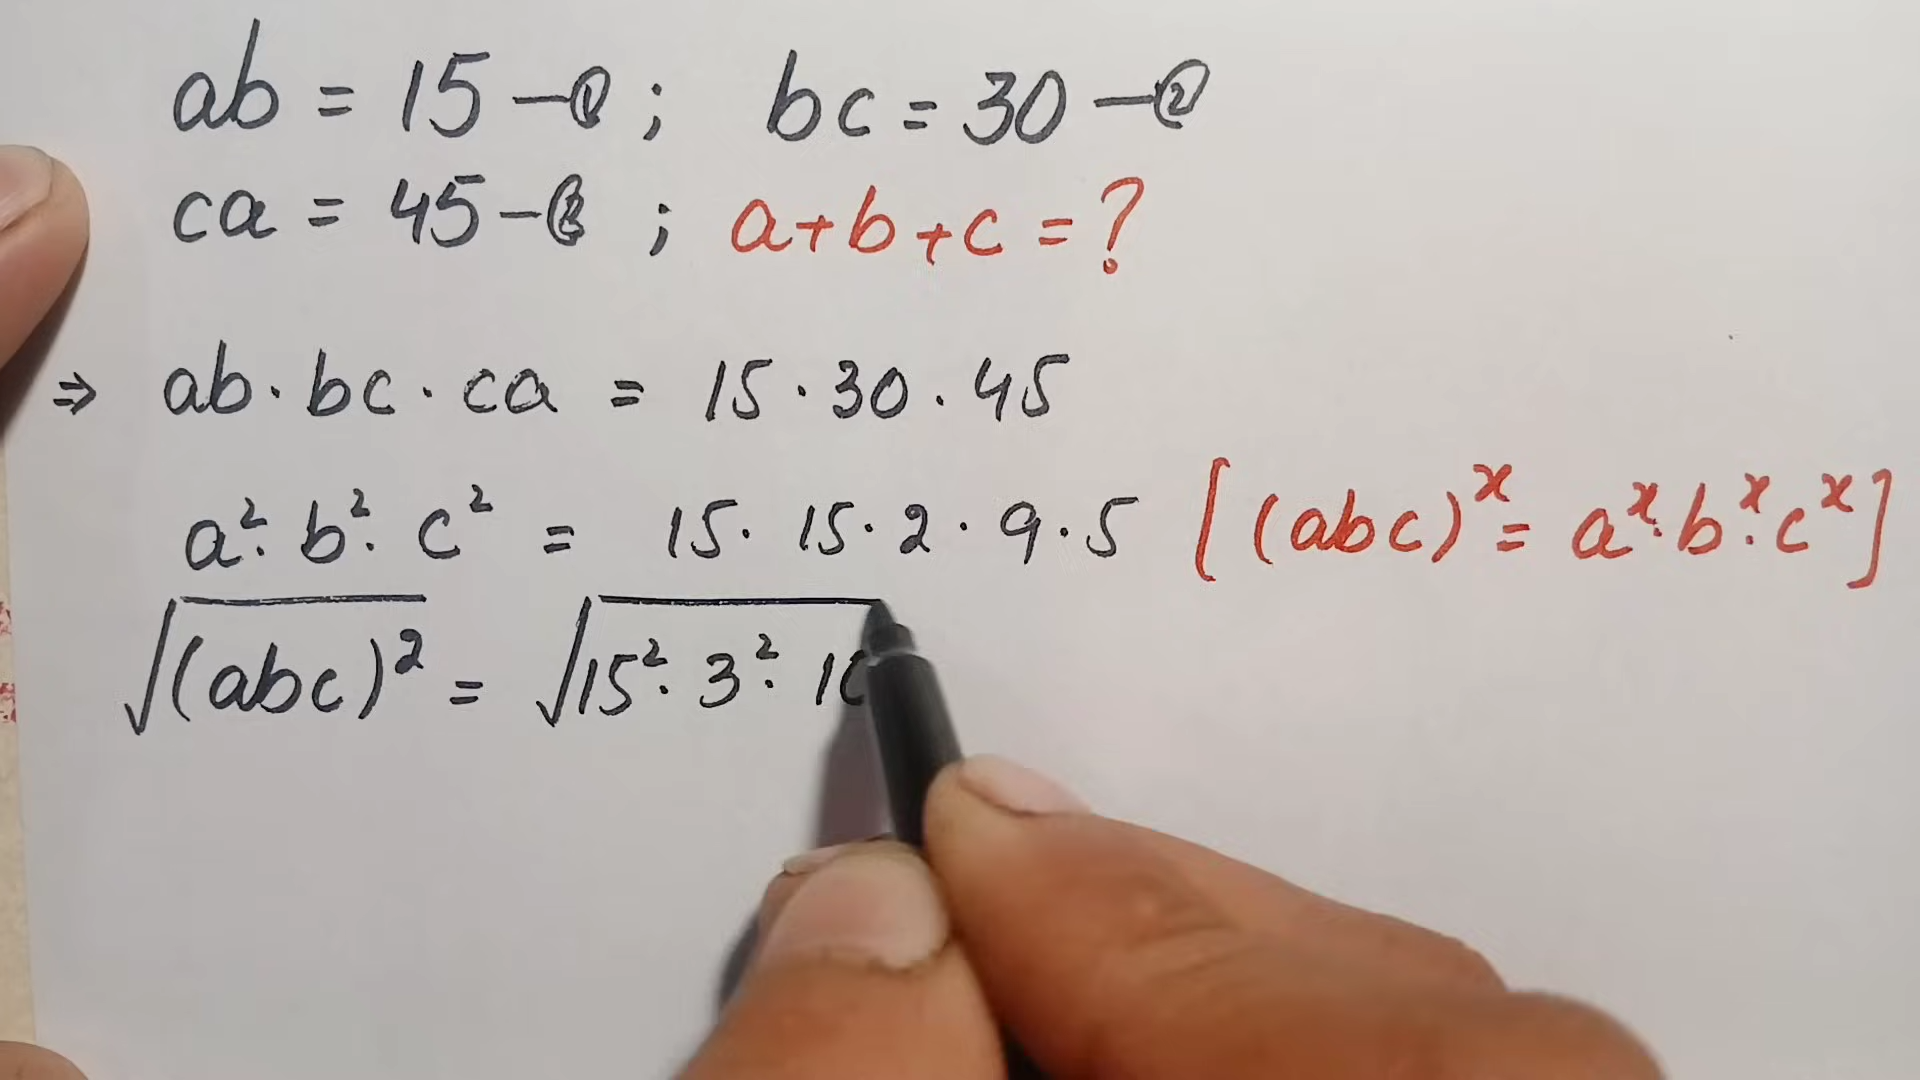 ab = 15 —①; bc = 30 —②
ca = 45 —③; a+b+c = ?
⇒ ab · bc · ca = 15 · 30 · 45
a². b². c² = 15. 15. 2 . 9 . 5 [(abc)ˣ = aˣ. bˣ. cˣ]
√(abc)² = √15². 3². 10